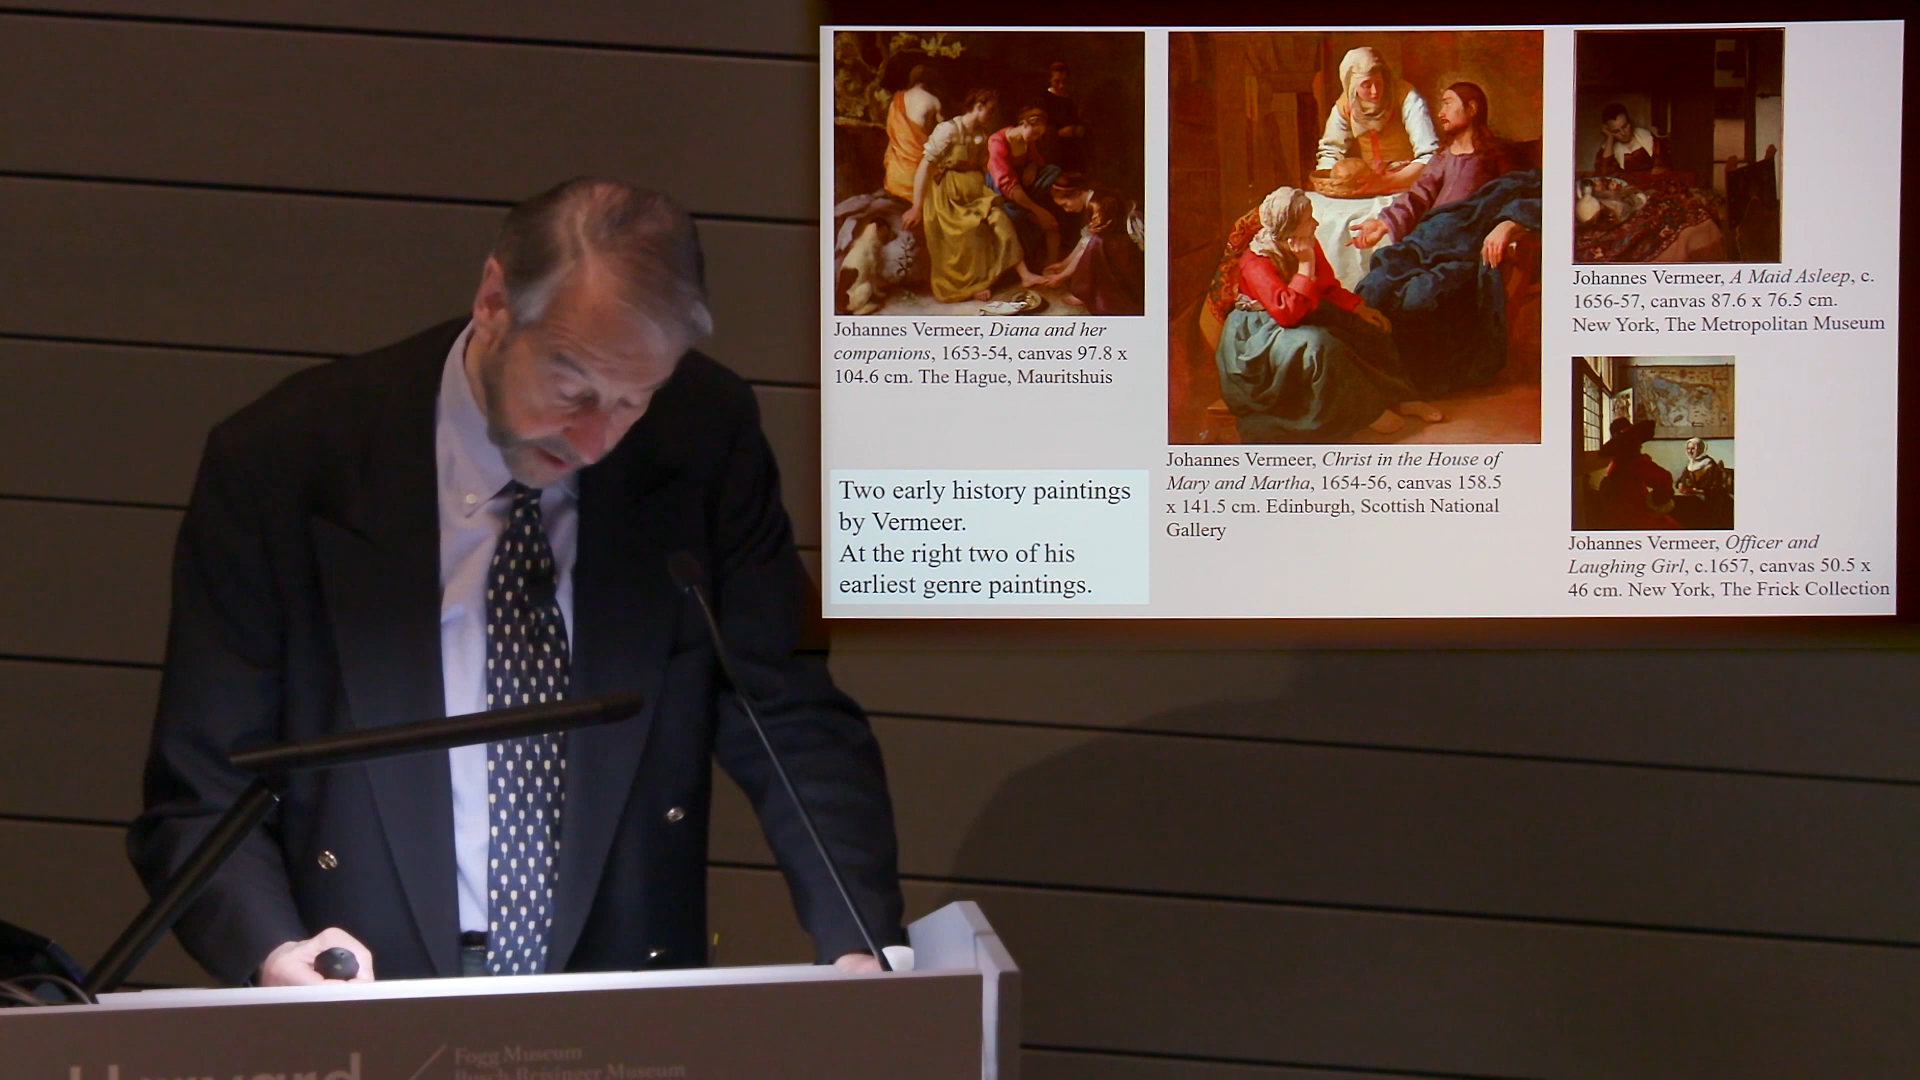 Johannes Vermeer, Diana and her
companions, 1653-54, canvas 97.8 x
104.6 cm. The Hague, Mauritshuis
Two early history paintings
by Vermeer.
At the right two of his
earliest genre paintings.
Johannes Vermeer, Christ in the House of
Mary and Martha, 1654-56, canvas 158.5
x 141.5 cm. Edinburgh, Scottish National
Gallery
Johannes Vermeer, A Maid Asleep, c.
1656-57, canvas 87.6 x 76.5 cm.
New York, The Metropolitan Museum
Johannes Vermeer, Officer and
Laughing Girl, c.1657, canvas 50.5 x
46 cm. New York, The Frick Collection
Harvard
Fogg Museum
Busch-Reisinger Museum